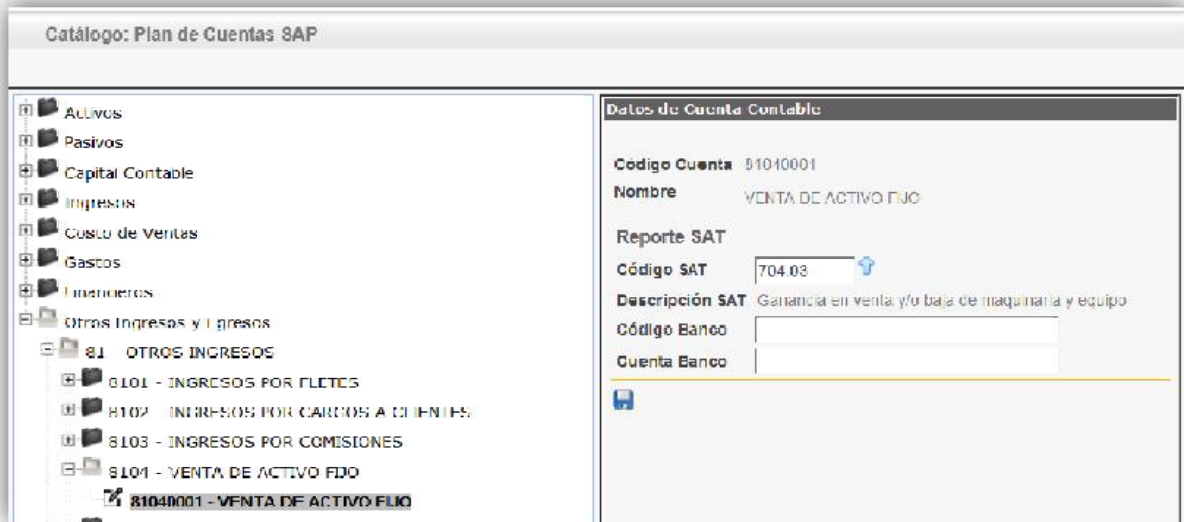 Catálogo: Plan de Cuentas SAP
Activos
Pasivos
Capital Contable
Ingresos
Costo de Ventas
Gastos
Financieros
Otros Ingresos y Egresos
81 - OTROS INGRESOS
8101 - INGRESOS POR FLETES
8102 - INGRESOS POR CARGOS A CLIENTES
8103 - INGRESOS POR COMISIONES
8104 - VENTA DE ACTIVO FIJO
81040001 - VENTA DE ACTIVO FIJO
Datos de Cuenta Contable
Código Cuenta 81040001
Nombre VENTA DE ACTIVO FIJO
Reporte SAT
Código SAT 704.03
Descripción SAT Ganancia en venta y/o baja de maquinaria y equipo
Código Banco
Cuenta Banco